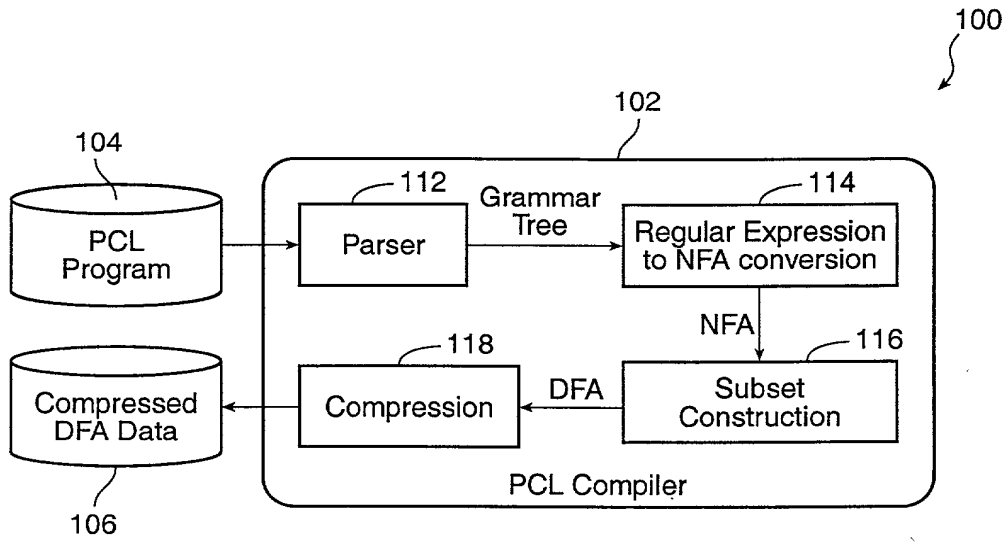 100
102
104
PCL
Program
112
Parser
Grammar
Tree
114
Regular Expression
to NFA conversion
NFA
116
Subset
Construction
DFA
118
Compression
Compressed
DFA Data
106
PCL Compiler